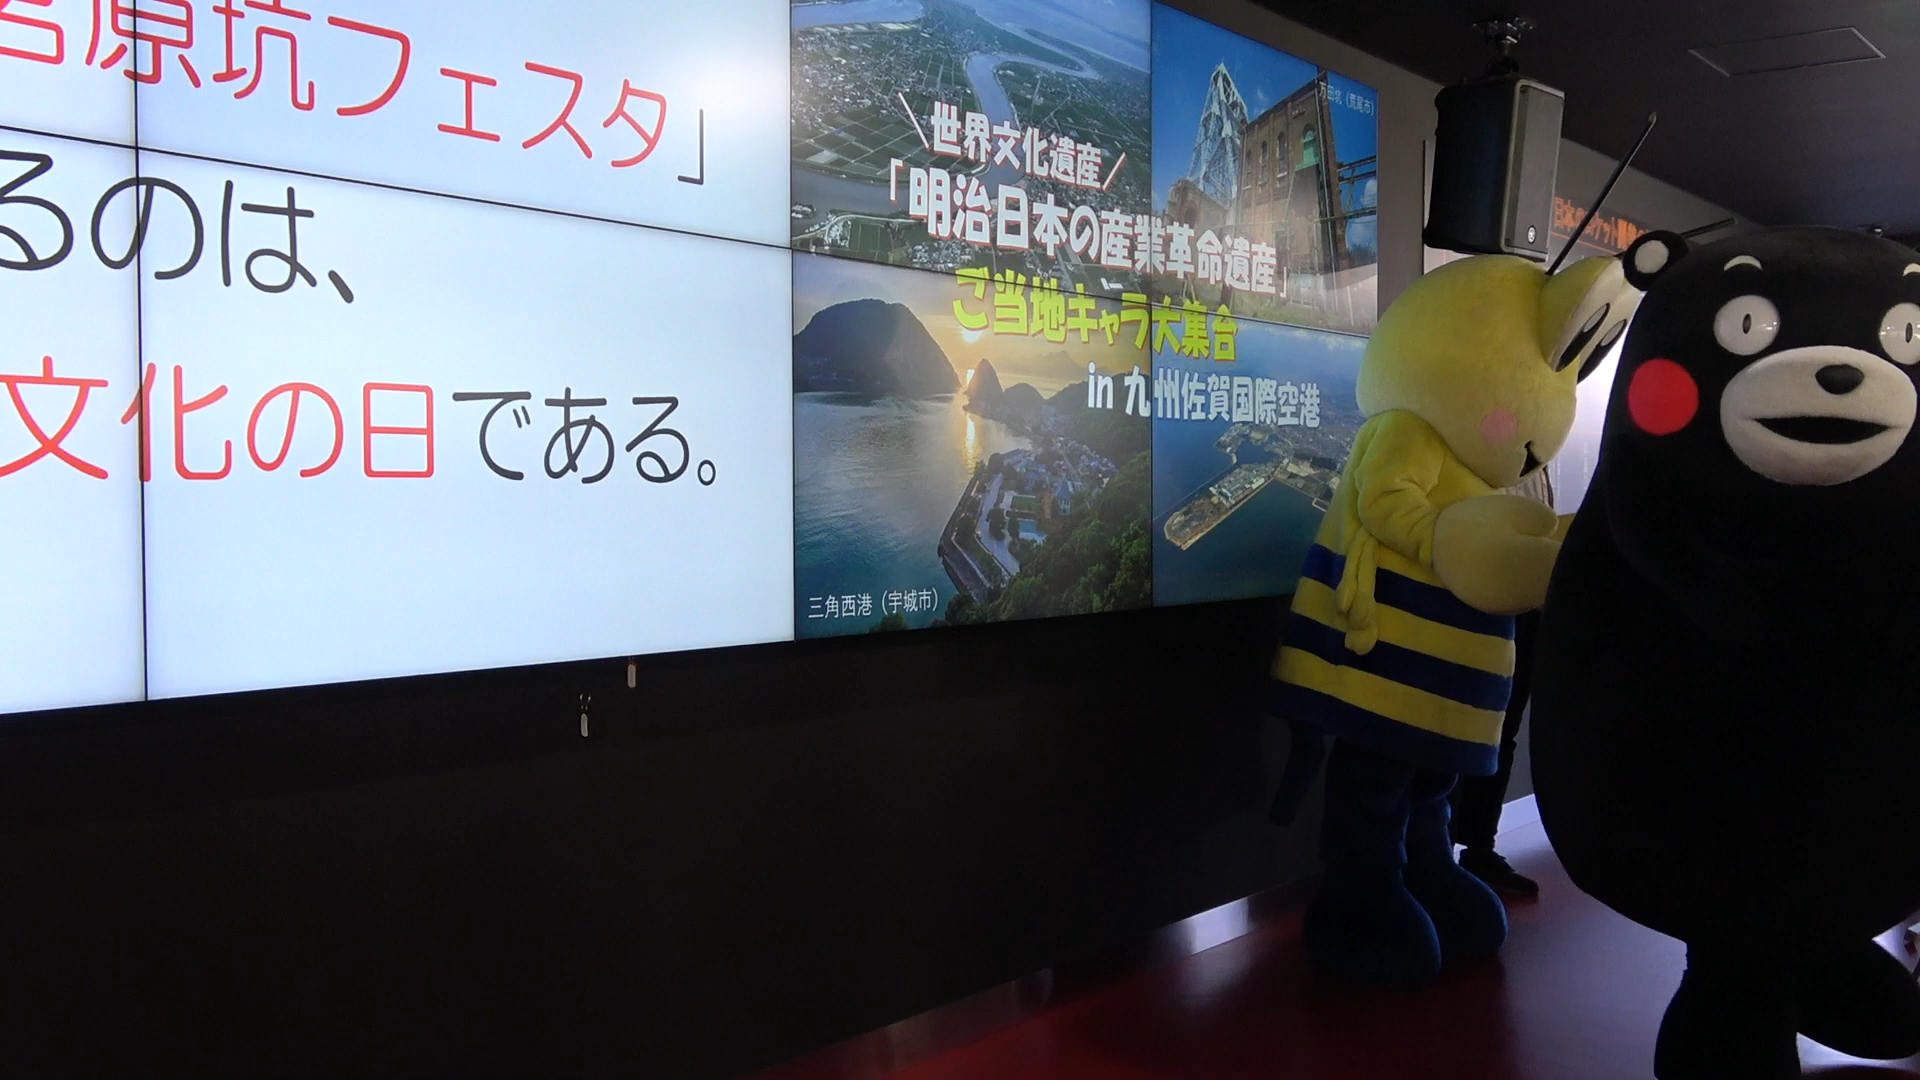 原坑フェスタ」
るのは、
文化の日である。
\世界文化遺産/
「明治日本の産業革命遺産」
ご当地キャラ大集合
in 九州佐賀国際空港
万田坑（荒尾市）
三角西港（宇城市）